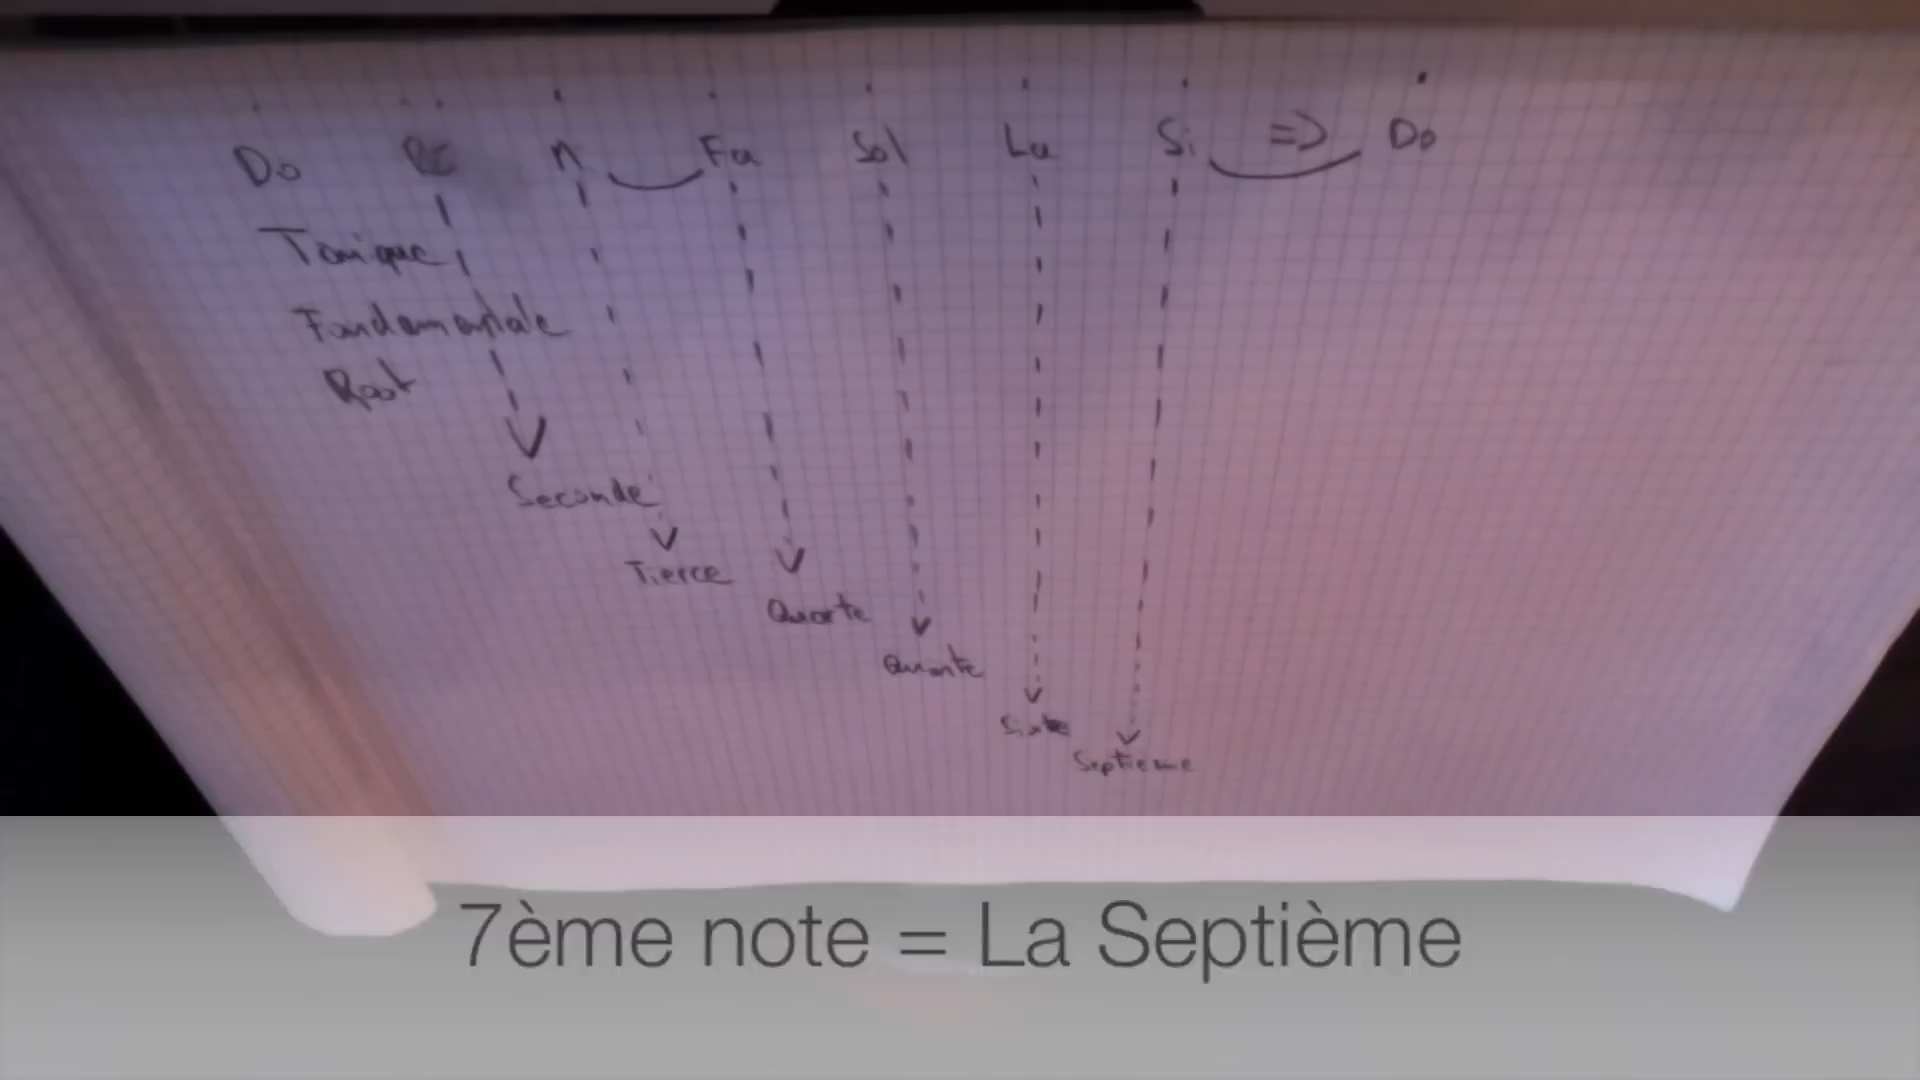 Do Ré Mi Fa Sol La Si => Do
Tonique
Fondamentale
Root
Seconde
Tierce
Quarte
Quinte
Sixte
Septieme
7ème note = La Septième